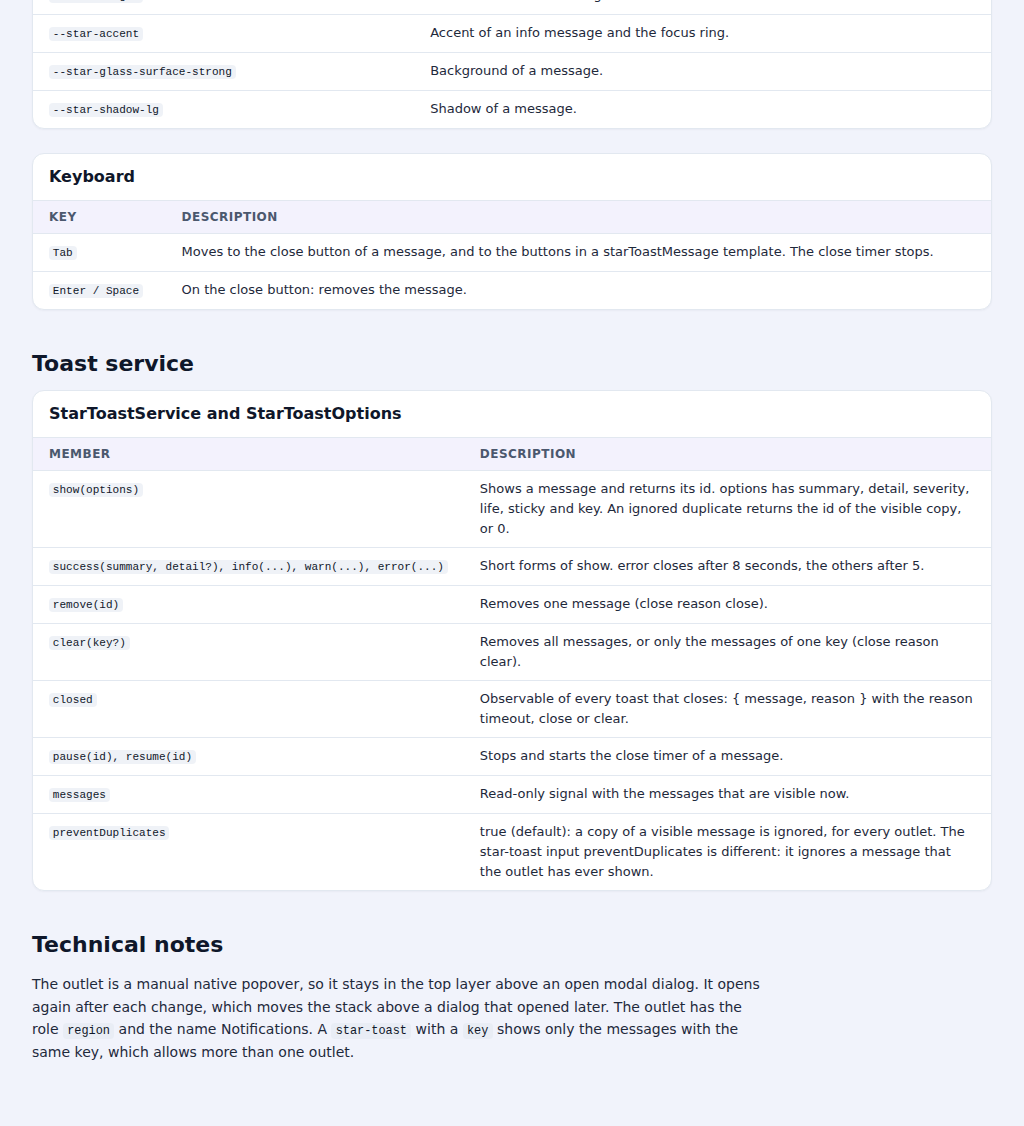 --star-accent Accent of an info message and the focus ring.
--star-glass-surface-strong Background of a message.
--star-shadow-lg Shadow of a message.
Keyboard
KEY DESCRIPTION
Tab Moves to the close button of a message, and to the buttons in a starToastMessage template. The close timer stops.
Enter / Space On the close button: removes the message.
Toast service
StarToastService and StarToastOptions
MEMBER DESCRIPTION
show(options) Shows a message and returns its id. options has summary, detail, severity,
life, sticky and key. An ignored duplicate returns the id of the visible copy,
or 0.
success(summary, detail?), info(...), warn(...), error(...) Short forms of show. error closes after 8 seconds, the others after 5.
remove(id) Removes one message (close reason close).
clear(key?) Removes all messages, or only the messages of one key (close reason
clear).
closed Observable of every toast that closes: { message, reason } with the reason
timeout, close or clear.
pause(id), resume(id) Stops and starts the close timer of a message.
messages Read-only signal with the messages that are visible now.
preventDuplicates true (default): a copy of a visible message is ignored, for every outlet. The
star-toast input preventDuplicates is different: it ignores a message that
the outlet has ever shown.
Technical notes
The outlet is a manual native popover, so it stays in the top layer above an open modal dialog. It opens
again after each change, which moves the stack above a dialog that opened later. The outlet has the
role region and the name Notifications. A star-toast with a key shows only the messages with the
same key, which allows more than one outlet.